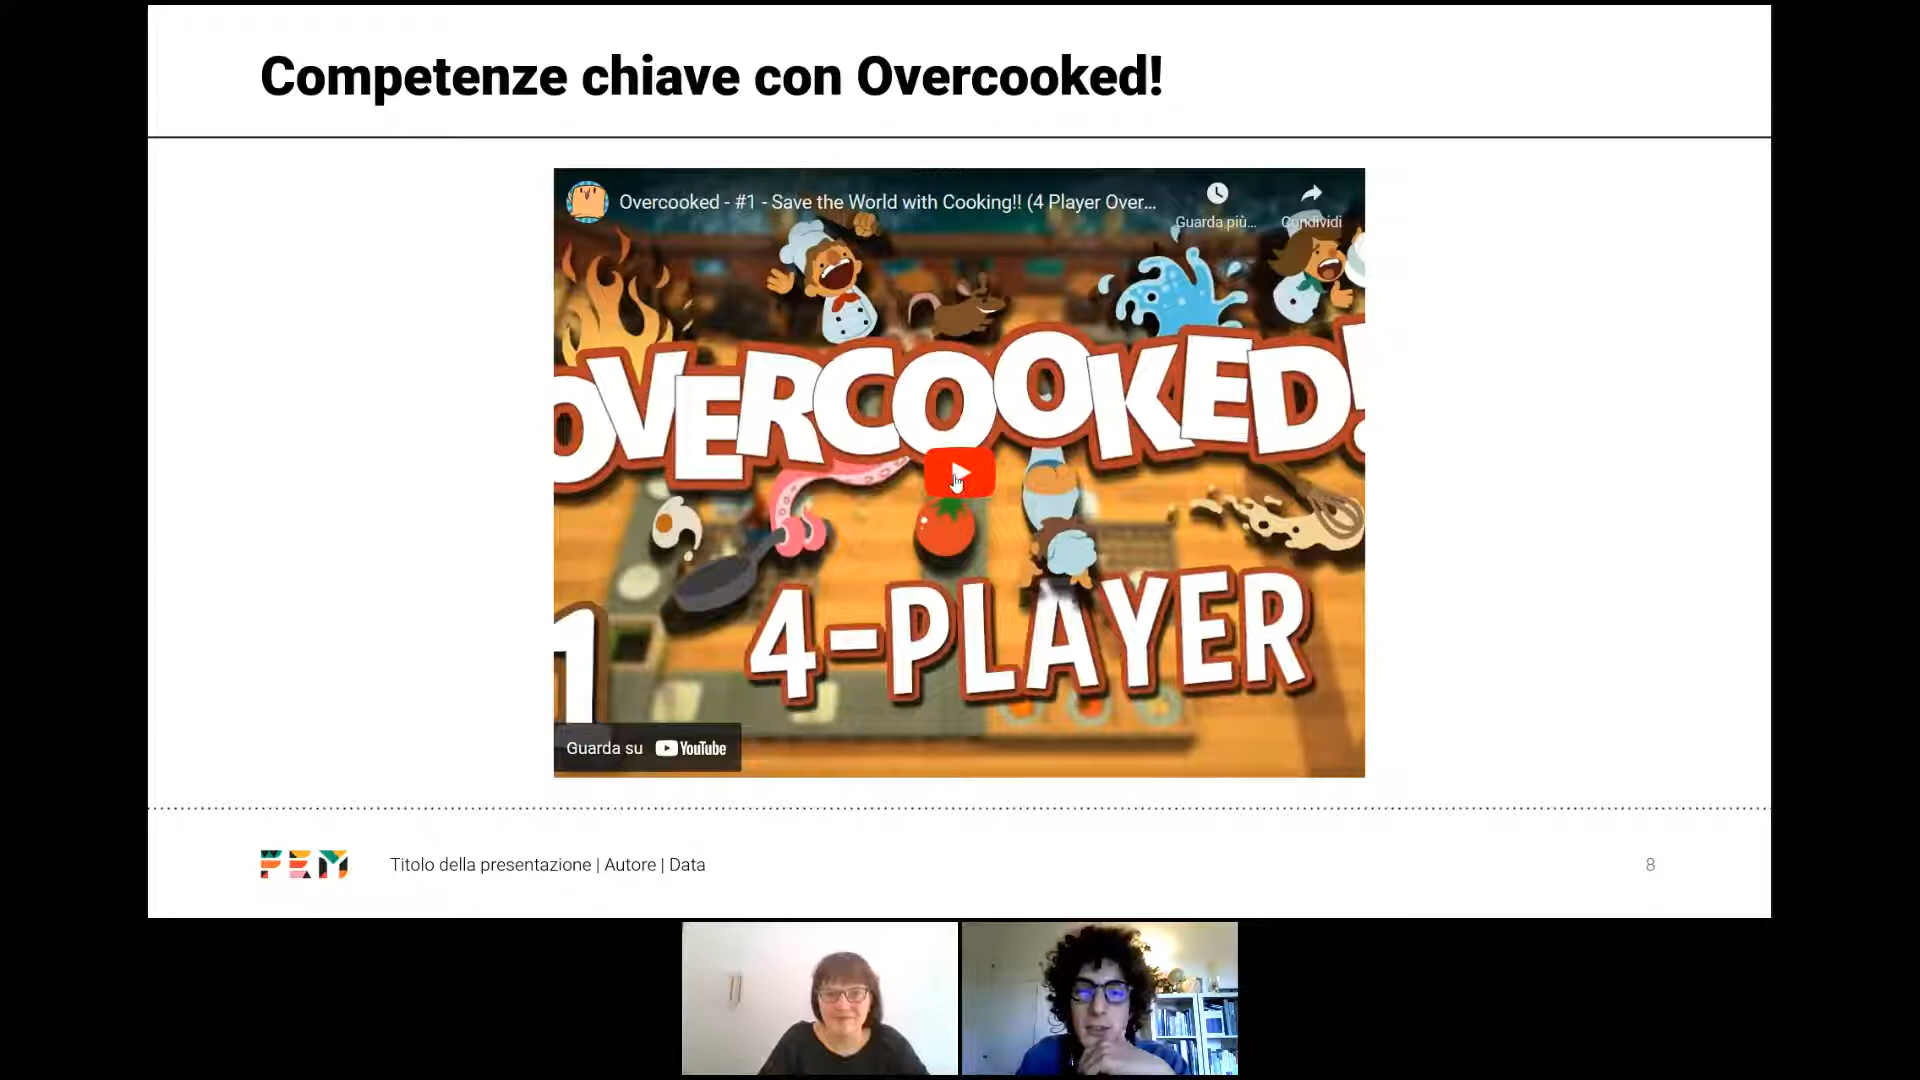 Competenze chiave con Overcooked!
Overcooked - #1 - Save the World with Cooking!! (4 Player Over...
Guarda più...
Condividi
OVERCOOKED!
1
4-PLAYER
Guarda su YouTube
FEM
Titolo della presentazione | Autore | Data
8